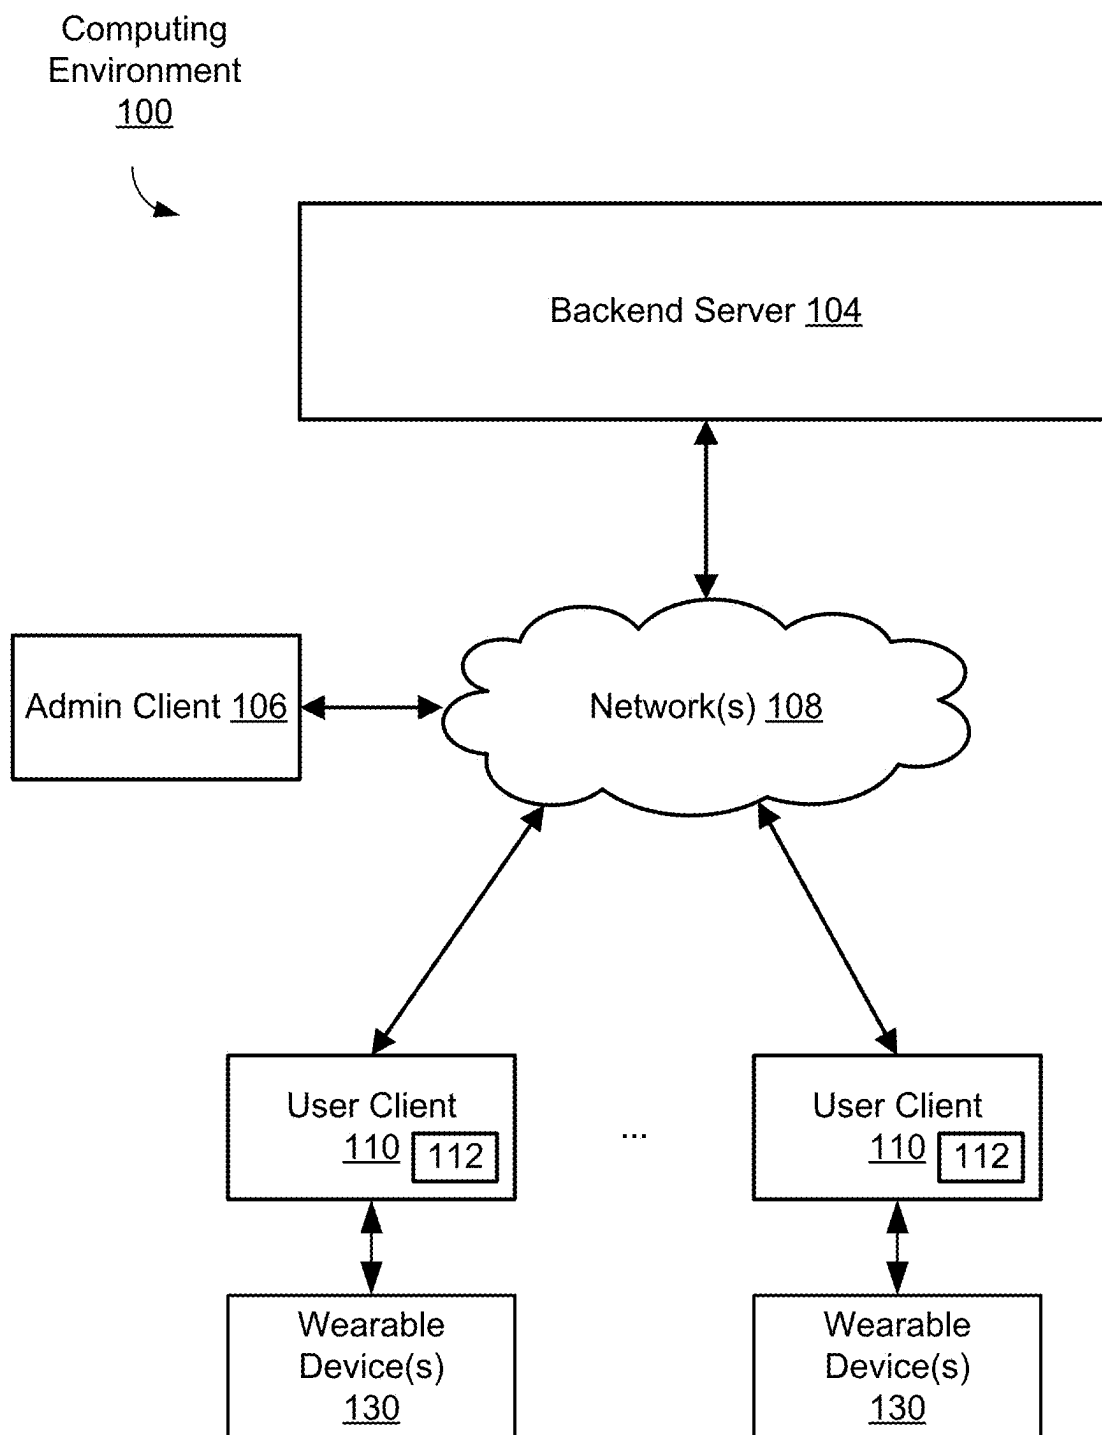 Computing
Environment
100
Backend Server 104
Admin Client 106
Network(s) 108
User Client
110 112
...
User Client
110 112
Wearable
Device(s)
130
Wearable
Device(s)
130